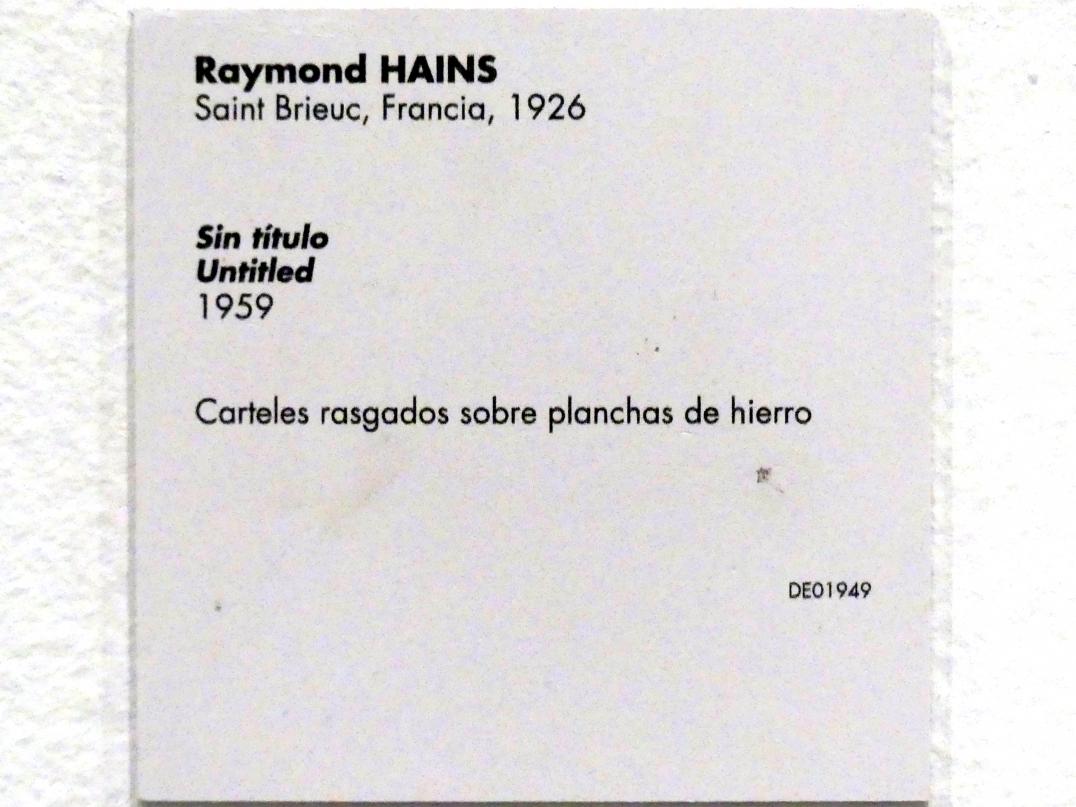 Raymond HAINS
Saint Brieuc, Francia, 1926
Sin título
Untitled
1959
Carteles rasgados sobre planchas de hierro
DE01949